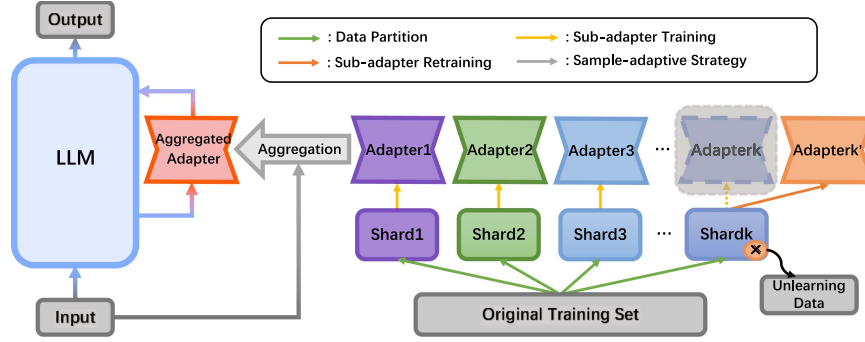 Output
: Data Partition
: Sub-adapter Training
: Sub-adapter Retraining
: Sample-adaptive Strategy
LLM
Aggregated
Adapter
Aggregation
Adapter1
Adapter2
Adapter3
...
Adapterk
Adapterk'
Shard1
Shard2
Shard3
...
Shardk
Unlearning
Data
Input
Original Training Set